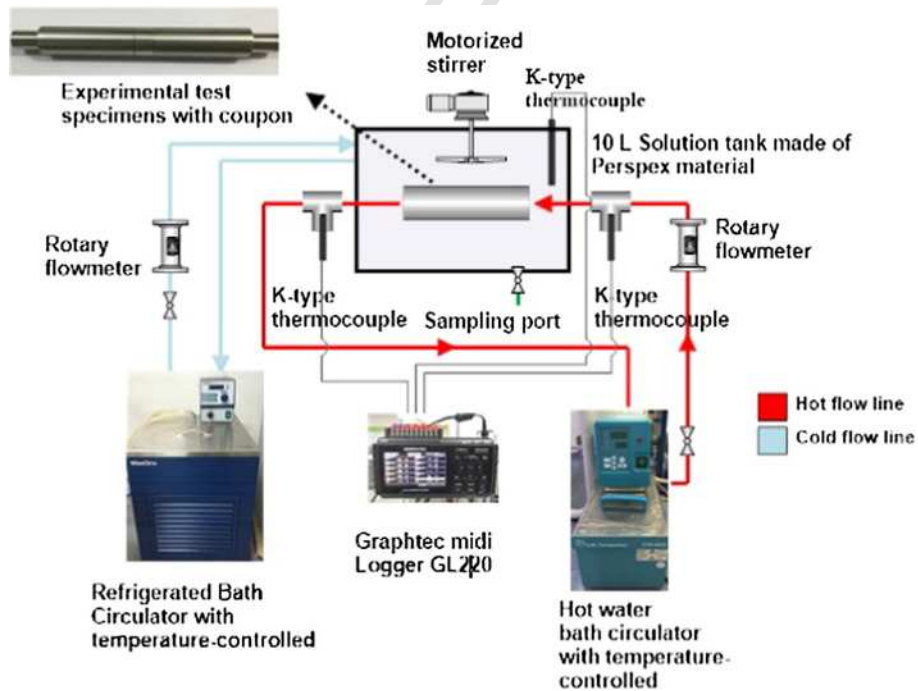 Motorized
stirrer
K-type
thermocouple
Experimental test
specimens with coupon
10 L Solution tank made of
Perspex material
Rotary
flowmeter
Rotary
flowmeter
K-type
thermocouple
Sampling port
K-type
thermocouple
Hot flow line
Cold flow line
Graphtec midi
Logger GL220
Refrigerated Bath
Circulator with
temperature-controlled
Hot water
bath circulator
with temperature-
controlled